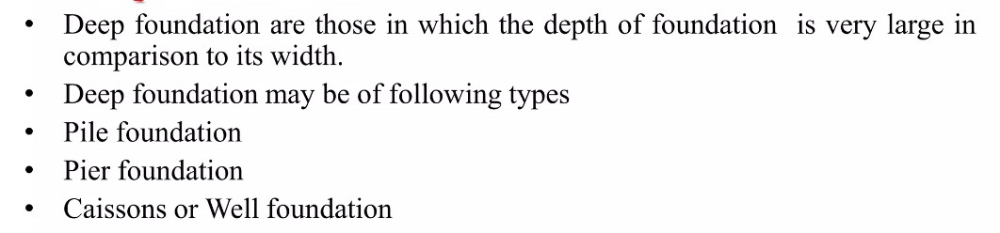 • Deep foundation are those in which the depth of foundation is very large in
comparison to its width.
• Deep foundation may be of following types
• Pile foundation
• Pier foundation
• Caissons or Well foundation